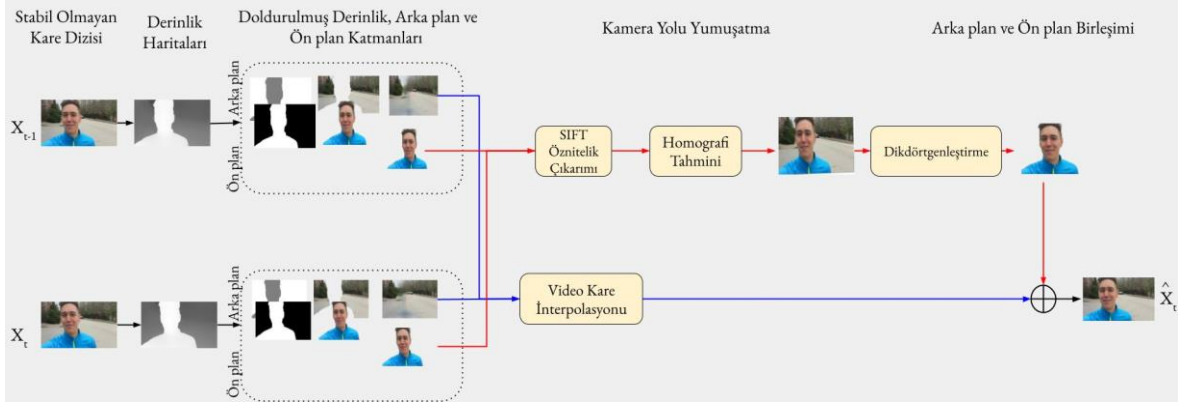 Stabil Olmayan
Kare Dizisi
Derinlik
Haritaları
Doldurulmuş Derinlik, Arka plan ve
Ön plan Katmanları
Kamera Yolu Yumuşatma
Arka plan ve Ön plan Birleşimi
X t-1
Arka plan
Ön plan
SIFT
Öznitelik
Çıkarımı
Homografi
Tahmini
Dikdörtgenleştirme
X t
Arka plan
Ön plan
Video Kare
İnterpolasyonu
X̂ t